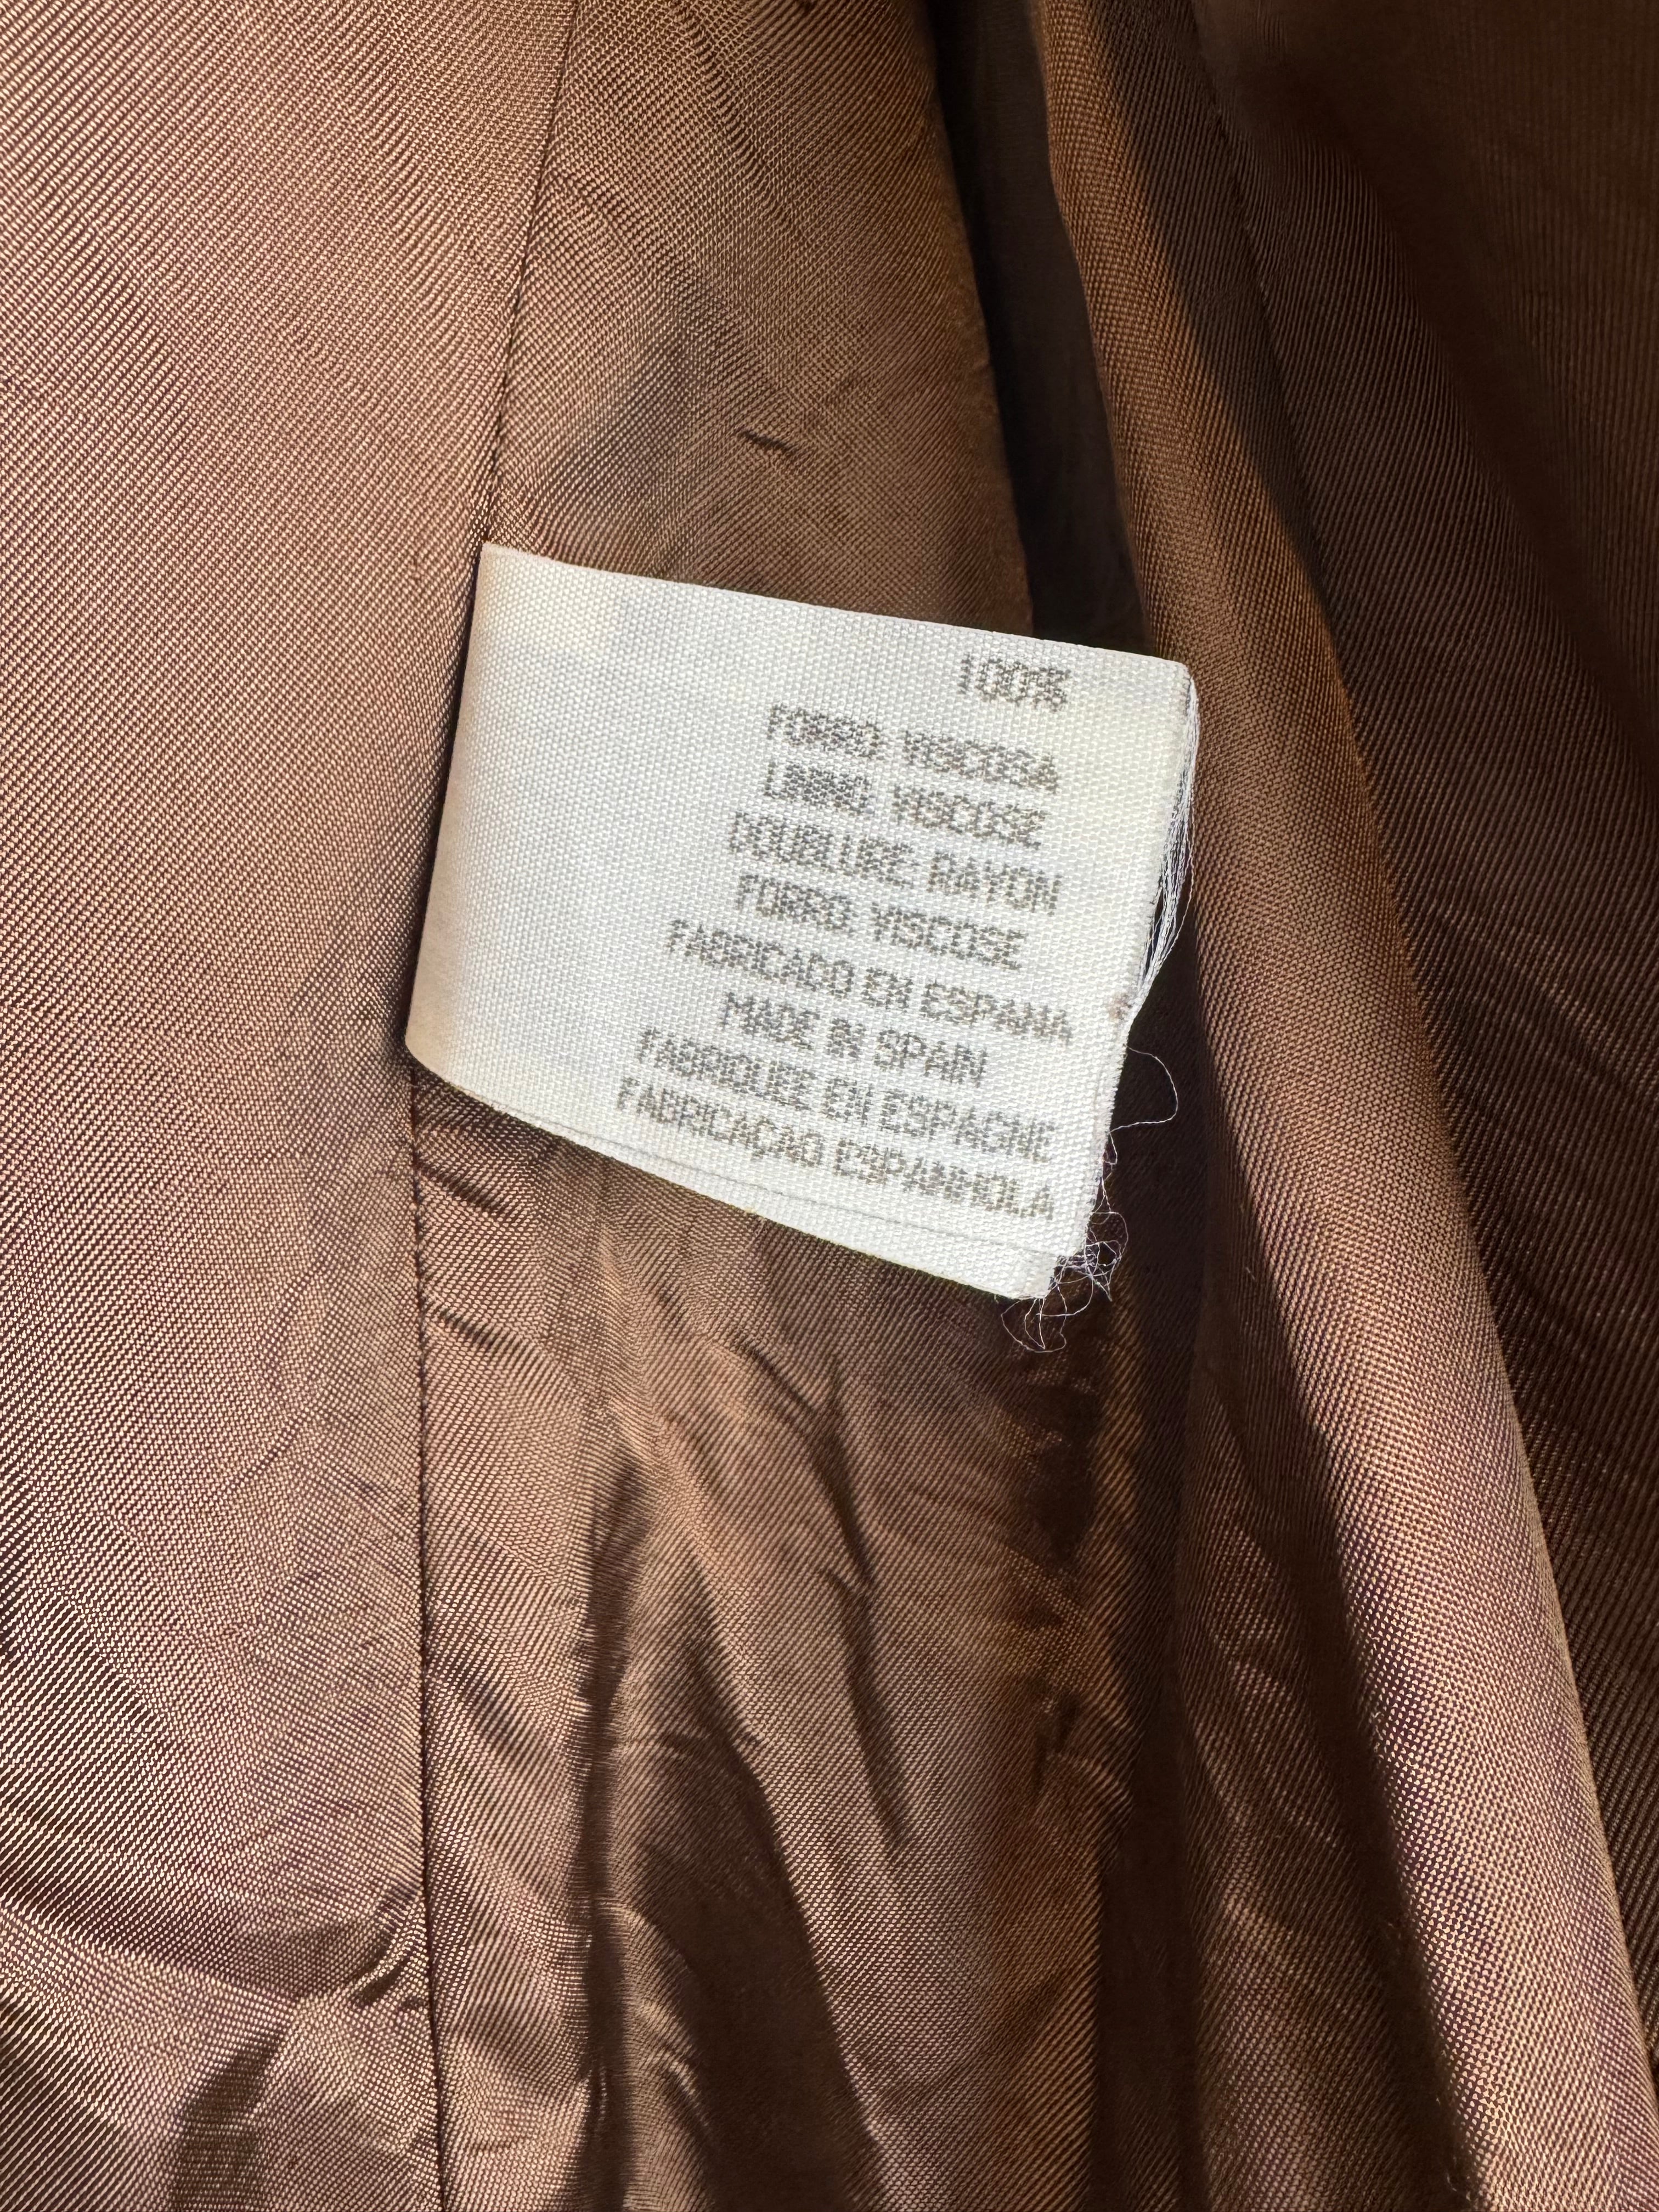 100%
FORRO: VISCOSA
LINING: VISCOSE
DOUBLURE: RAYON
FORRO: VISCOSE
FABRICADO EN ESPANA
MADE IN SPAIN
FABRIQUEE EN ESPAGNE
FABRICAÇAO ESPANHOLA